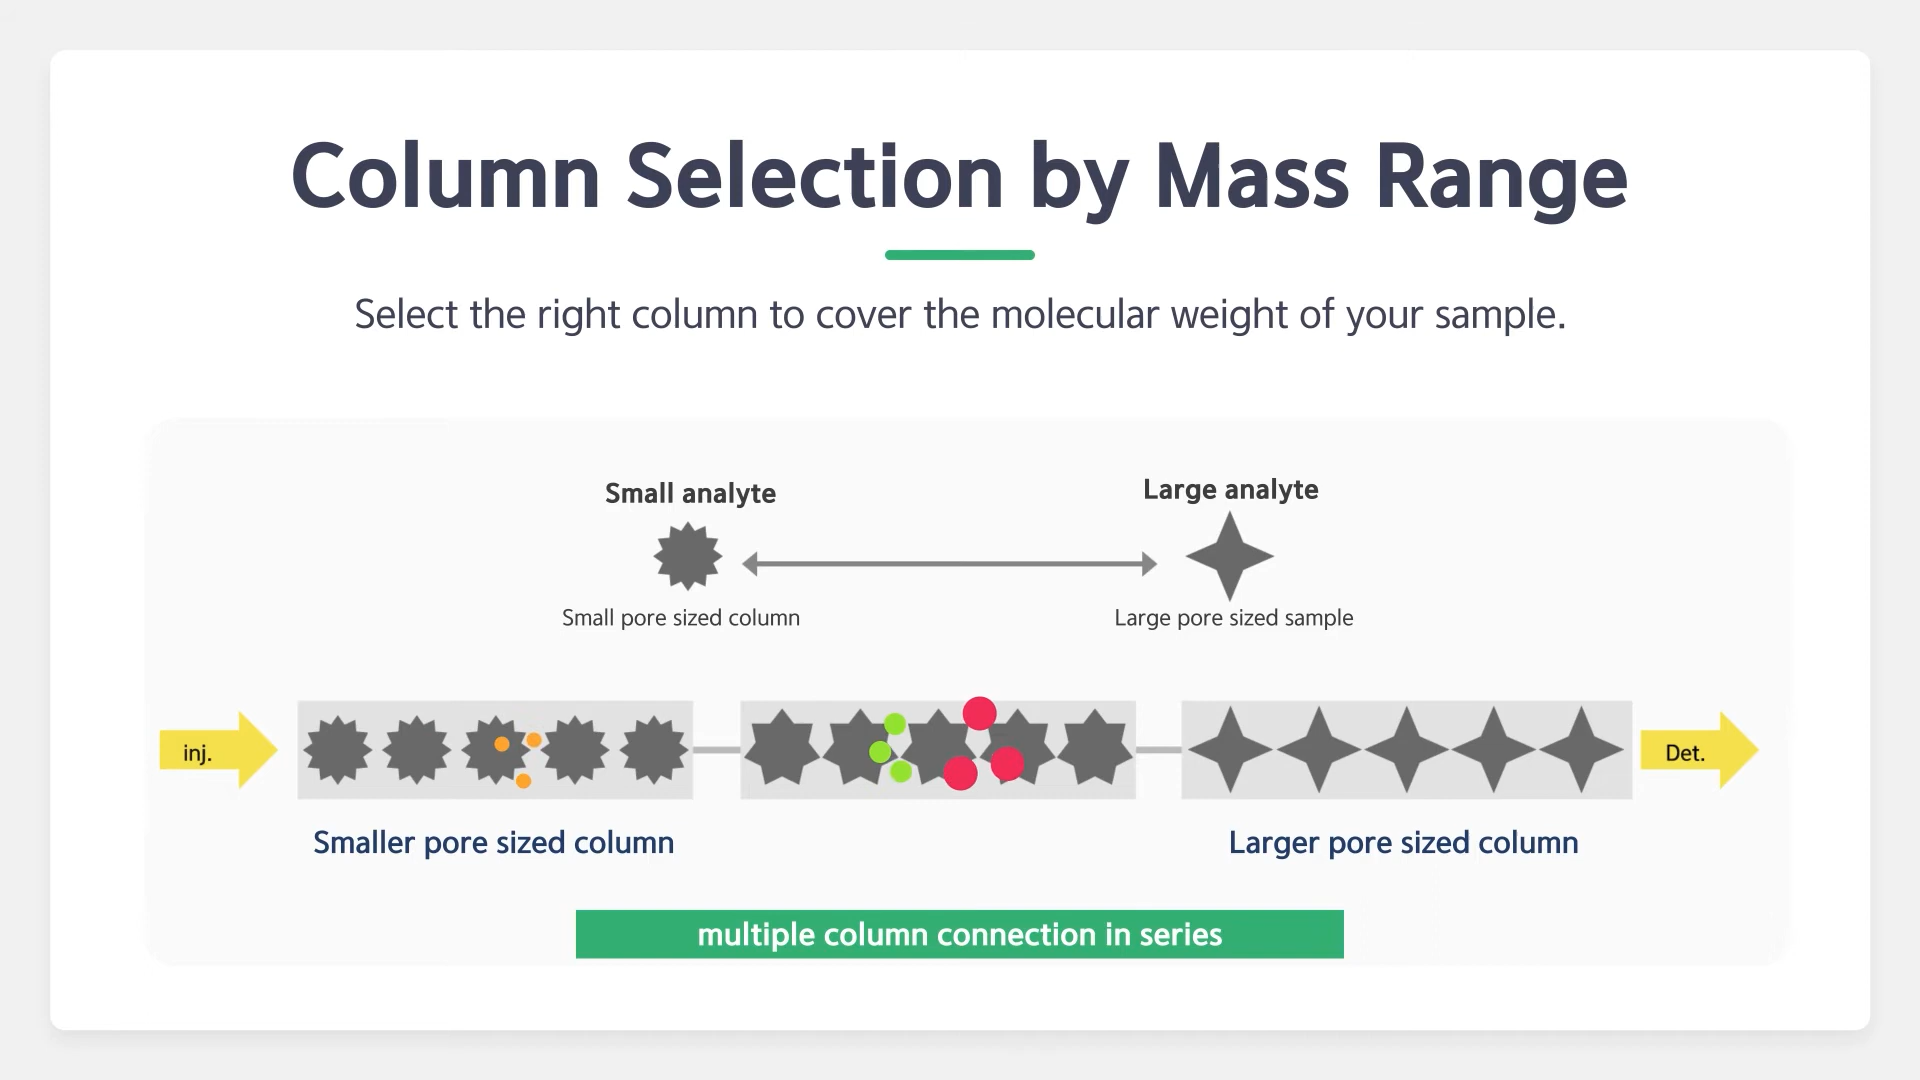 Column Selection by Mass Range
Select the right column to cover the molecular weight of your sample.
Small analyte
Large analyte
Small pore sized column
Large pore sized sample
inj.
Det.
Smaller pore sized column
Larger pore sized column
multiple column connection in series